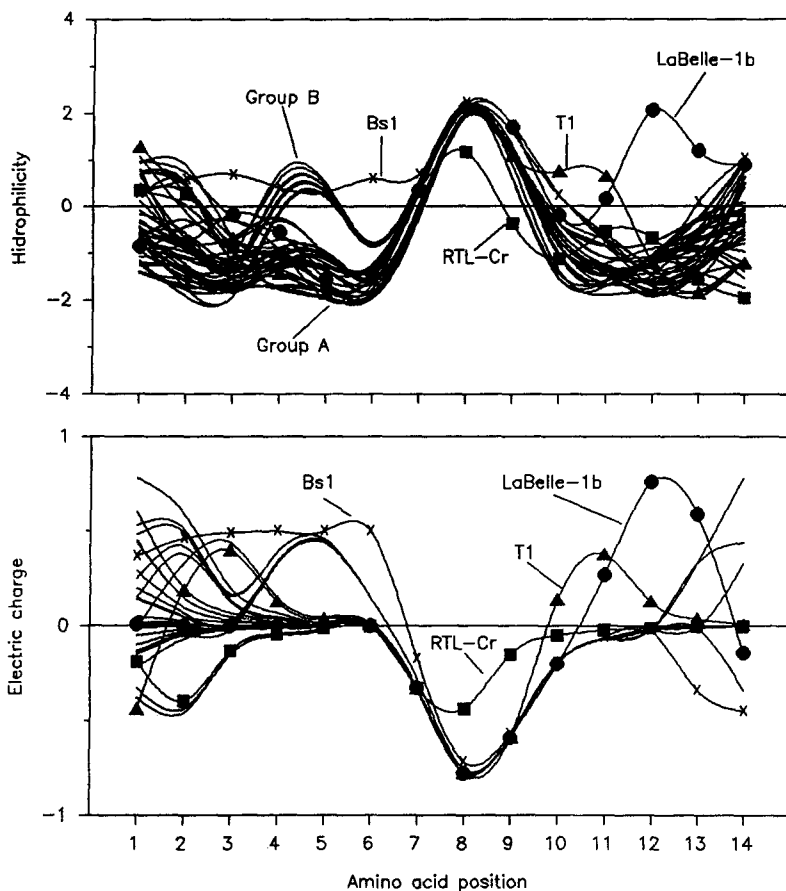 4
LaBelle-1b
Group B
Bs1
T1
2
0
Hidrophilicity
-2
RTL-Cr
Group A
-4
1
Bs1
LaBelle-1b
T1
0
RTL-Cr
Electric charge
-1
1 2 3 4 5 6 7 8 9 10 11 12 13 14
Amino acid position